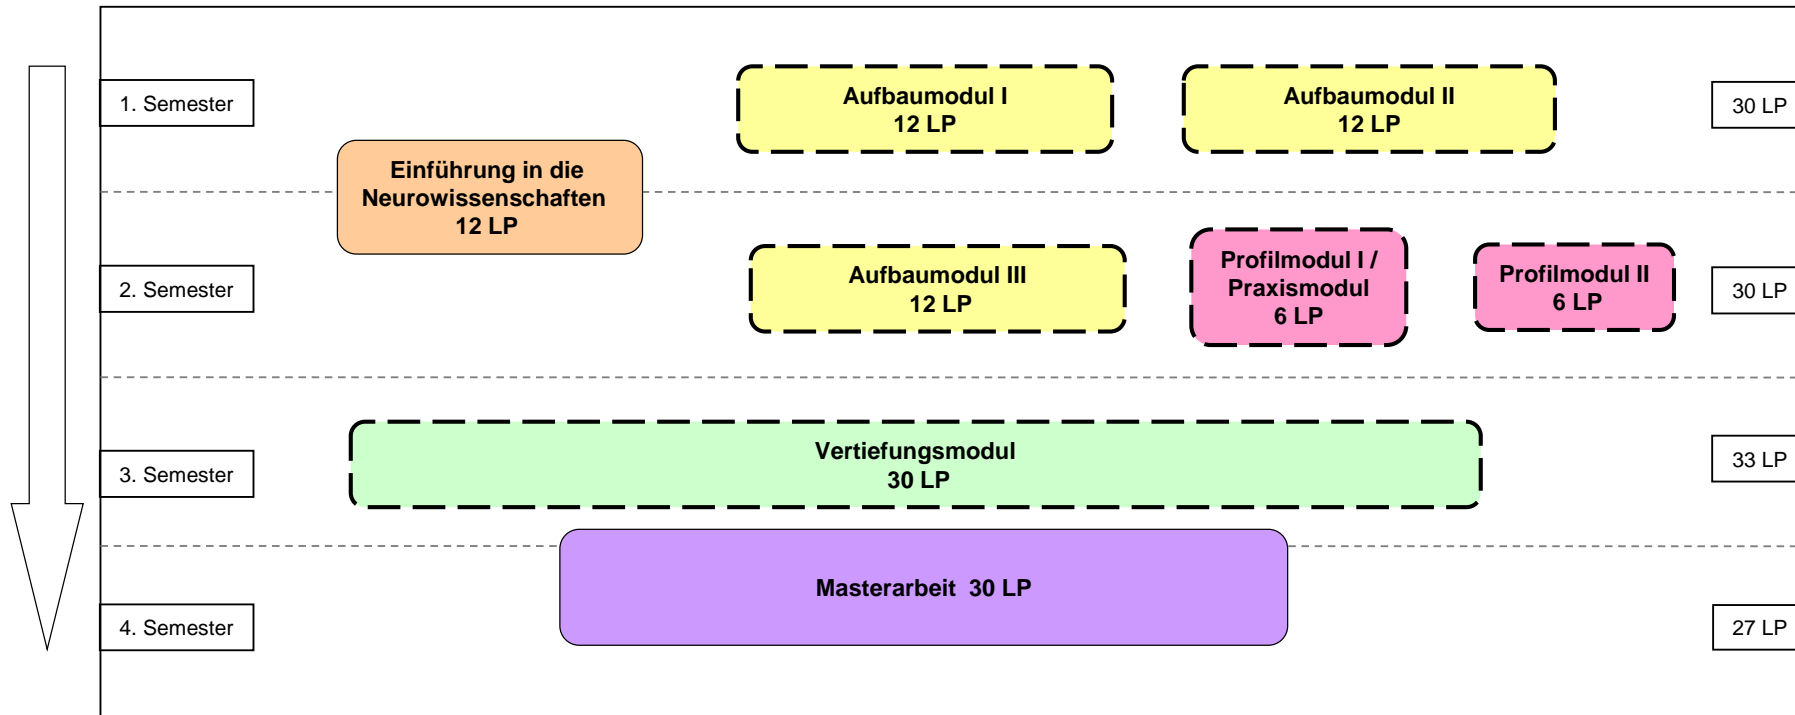 1. Semester
Aufbaumodul I
12 LP
Aufbaumodul II
12 LP
30 LP
Einführung in die
Neurowissenschaften
12 LP
2. Semester
Aufbaumodul III
12 LP
Profilmodul I /
Praxismodul
6 LP
Profilmodul II
6 LP
30 LP
3. Semester
Vertiefungsmodul
30 LP
33 LP
Masterarbeit  30 LP
4. Semester
27 LP